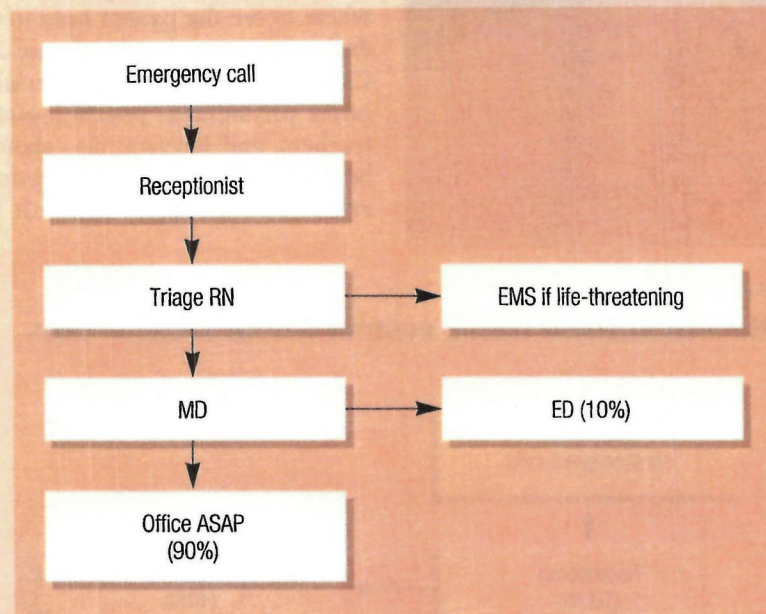 Emergency call
Receptionist
Triage RN
EMS if life-threatening
MD
ED (10%)
Office ASAP
(90%)